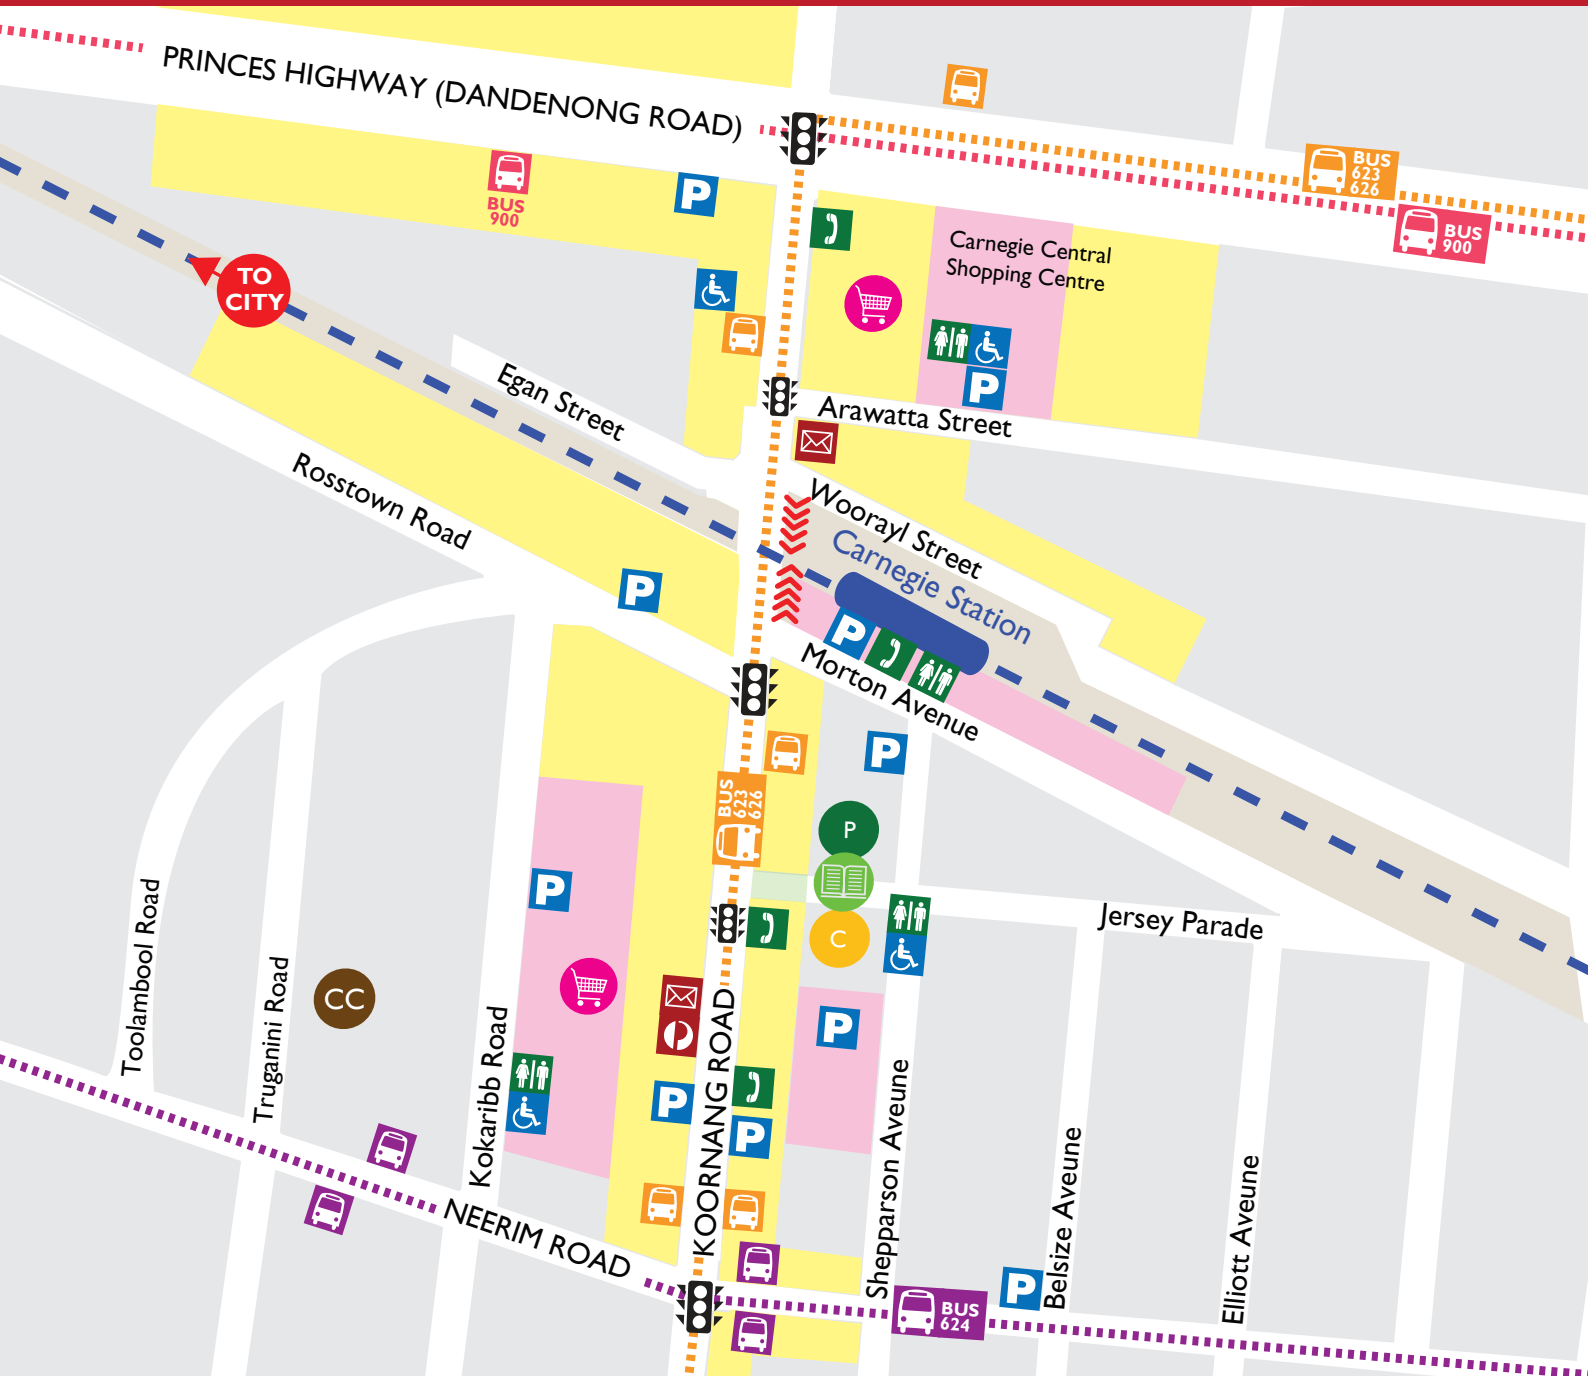 PRINCES HIGHWAY (DANDENONG ROAD)
BUS
623
626
BUS
900
BUS
900
P
Carnegie Central
Shopping Centre
TO
CITY
P
Egan Street
Arawatta Street
Rosstown Road
Woorayl Street
Carnegie Station
P
P
Morton Avenue
P
BUS
623
626
P
P
Jersey Parade
C
CC
P
Toolambool Road
Truganini Road
Kokaribb Road
KOORNANG ROAD
P
P
Shepparson Aveune
Belsize Aveune
Elliott Aveune
NEERIM ROAD
P
BUS
624